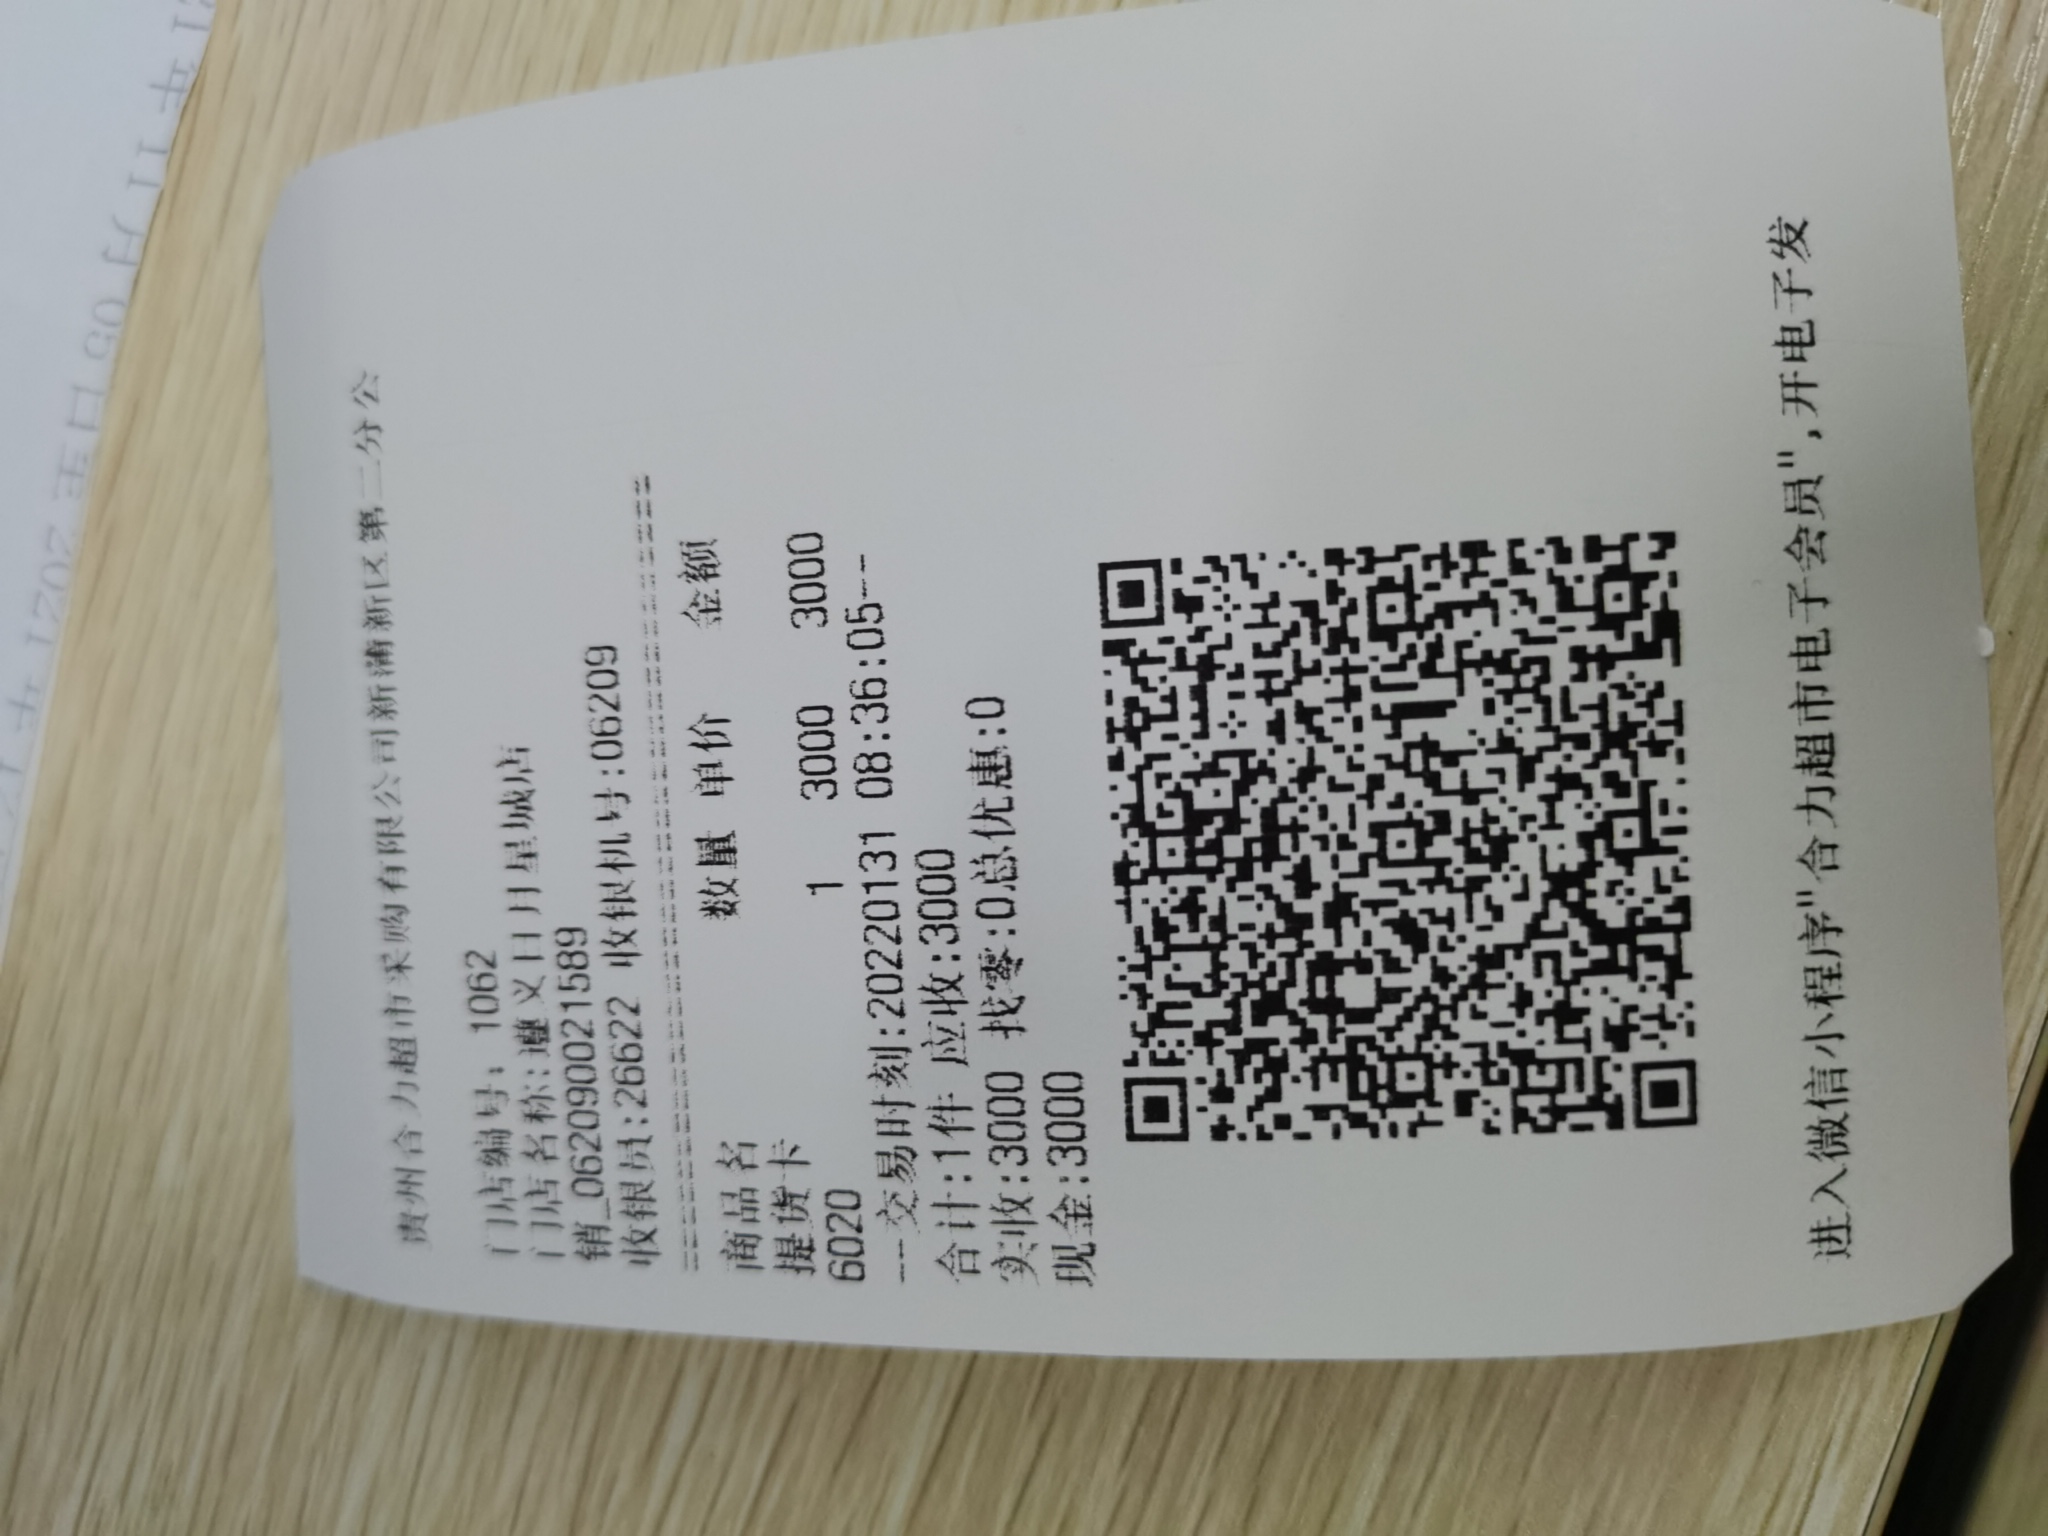 贵州合力超市采购有限公司新蒲新区第二分公
门店编号: 1062
门店名称:遵义日月星城店
销_0620900021589
收银员:26622 收银机号:06209
商品名 数量 单价 金额
提货卡
6020 1 3000 3000
---交易时刻:20220131 08:36:05---
合计:1件 应收:3000
实收:3000 找零:0总优惠:0
现金:3000
进入微信小程序"合力超市电子会员",开电子发